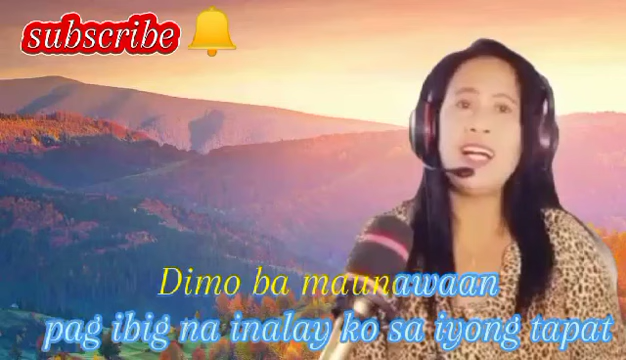 subscribe
Dimo ba maunawaan
pag ibig na inalay ko sa iyong tapat